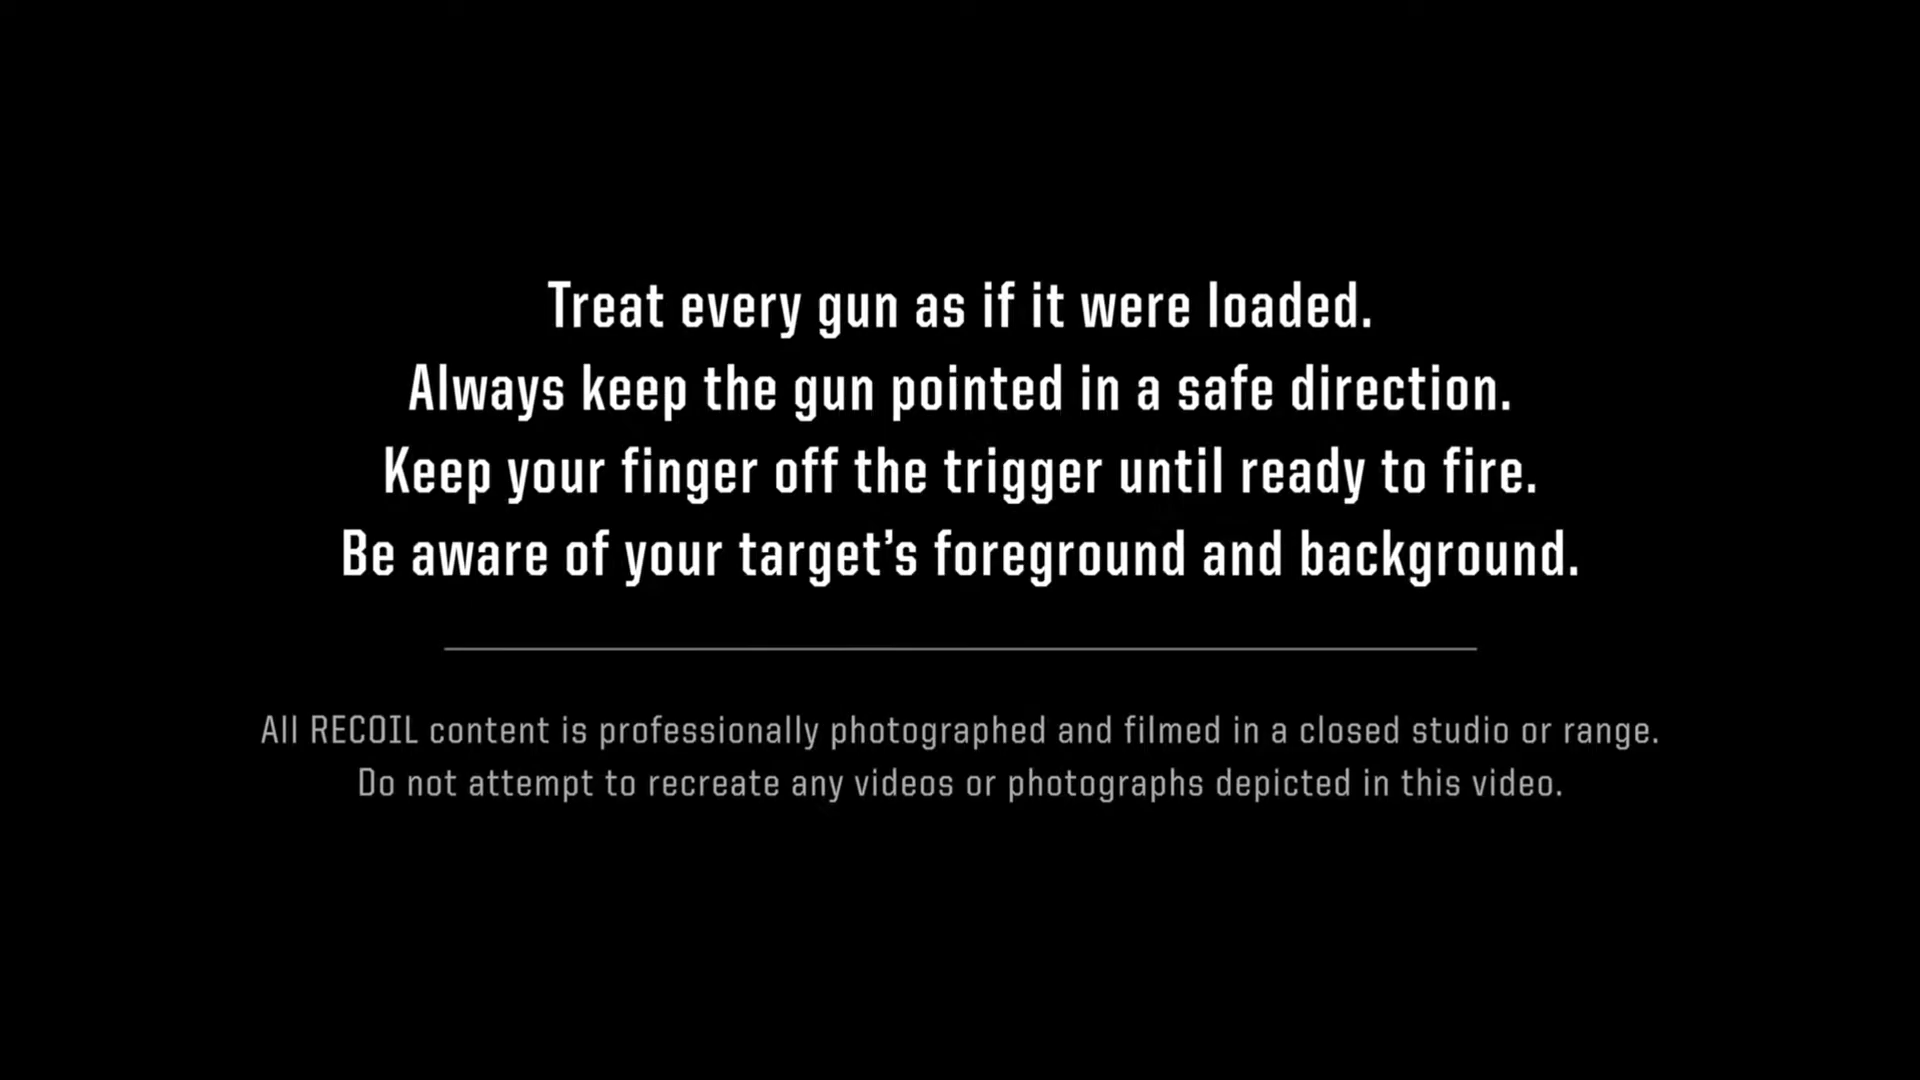 Treat every gun as if it were loaded.
Always keep the gun pointed in a safe direction.
Keep your finger off the trigger until ready to fire.
Be aware of your target’s foreground and background.
All RECOIL content is professionally photographed and filmed in a closed studio or range.
Do not attempt to recreate any videos or photographs depicted in this video.